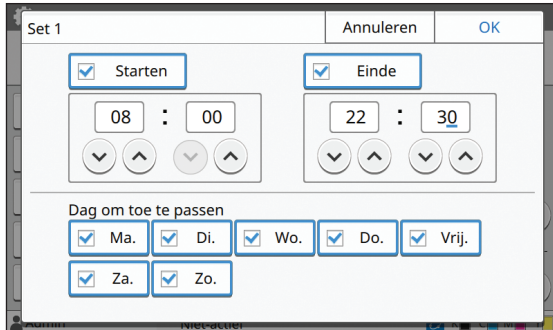 Set 1 Annuleren OK
Starten Einde
08 : 00 22 : 30
Dag om toe te passen
Ma. Di. Wo. Do. Vrij.
Za. Zo.
Admin Niet-actief